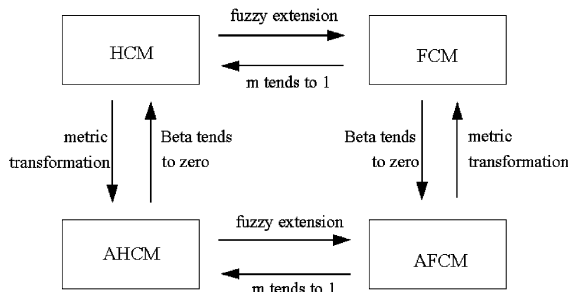 fuzzy extension
HCM
FCM
m tends to 1
metric
transformation
Beta tends
to zero
Beta tends
to zero
metric
transformation
fuzzy extension
AHCM
AFCM
m tends to 1